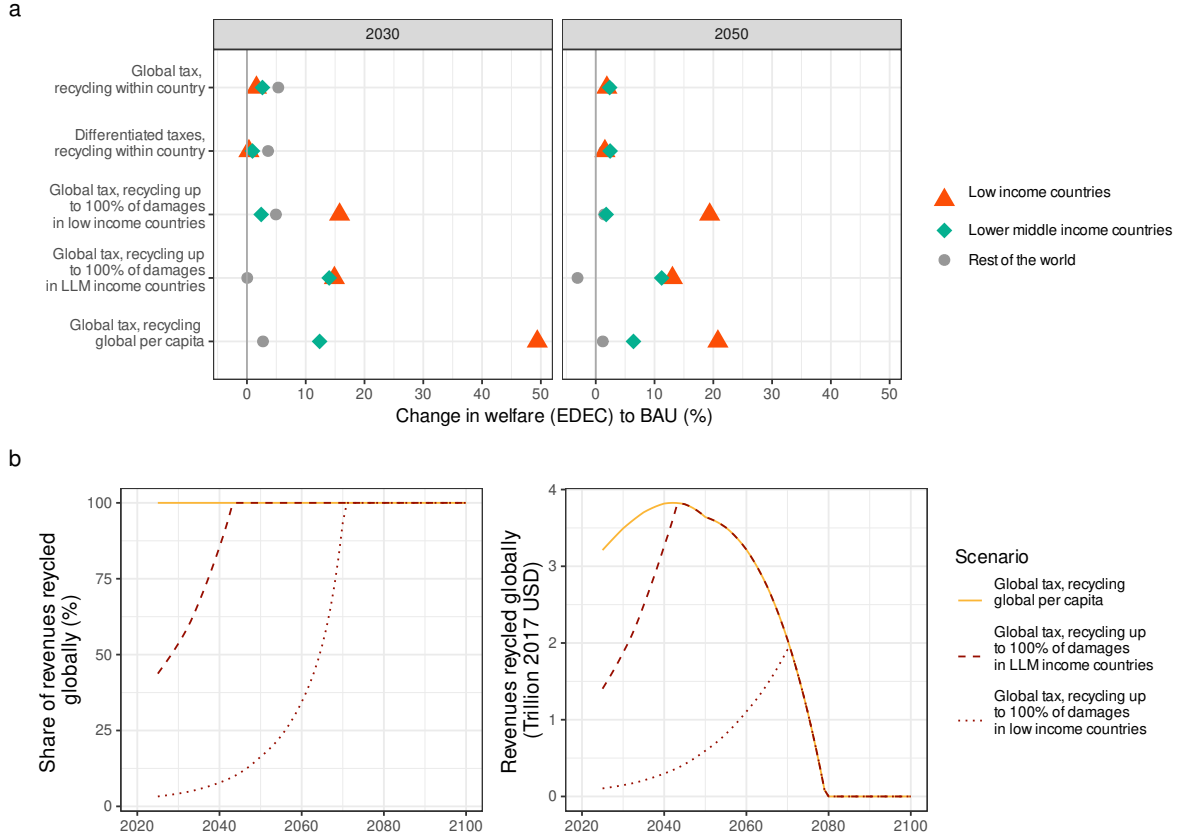 a
2030
2050
Global tax,
recycling within country
Differentiated taxes,
recycling within country
Global tax, recycling up
to 100% of damages
in low income countries
Global tax, recycling up
to 100% of damages
in LLM income countries
Global tax, recycling
global per capita
0 10 20 30 40 50
0 10 20 30 40 50
Change in welfare (EDEC) to BAU (%)
Low income countries
Lower middle income countries
Rest of the world
b
Share of revenues reycled
globally (%)
100
75
50
25
0
2020 2040 2060 2080 2100
Revenues reycled globally
(Trillion 2017 USD)
4
3
2
1
0
2020 2040 2060 2080 2100
Scenario
Global tax, recycling
global per capita
Global tax, recycling up
to 100% of damages
in LLM income countries
Global tax, recycling up
to 100% of damages
in low income countries